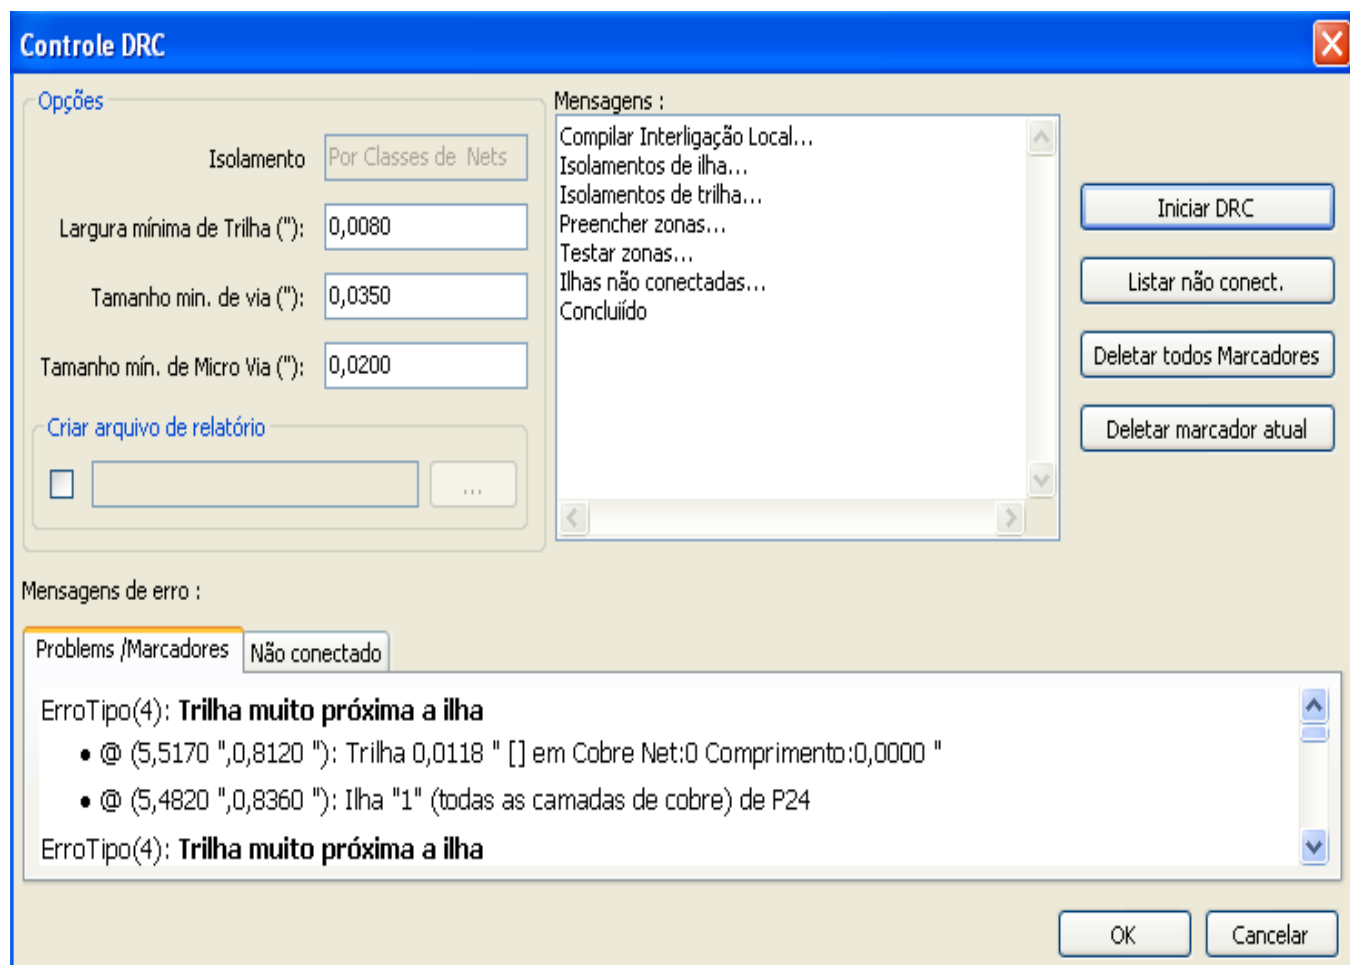 Controle DRC
Opções
Isolamento
Por Classes de Nets
Largura mínima de Trilha ("):
0,0080
Tamanho min. de via ("):
0,0350
Tamanho mín. de Micro Via ("):
0,0200
Criar arquivo de relatório
...
Mensagens :
Compilar Interligação Local...
Isolamentos de ilha...
Isolamentos de trilha...
Preencher zonas...
Testar zonas...
Ilhas não conectadas...
Concluiído
Iniciar DRC
Listar não conect.
Deletar todos Marcadores
Deletar marcador atual
Mensagens de erro :
Problems /Marcadores
Não conectado
ErroTipo(4): Trilha muito próxima a ilha
• @ (5,5170 ",0,8120 "): Trilha 0,0118 " [] em Cobre Net:0 Comprimento:0,0000 "
• @ (5,4820 ",0,8360 "): Ilha "1" (todas as camadas de cobre) de P24
ErroTipo(4): Trilha muito próxima a ilha
OK
Cancelar